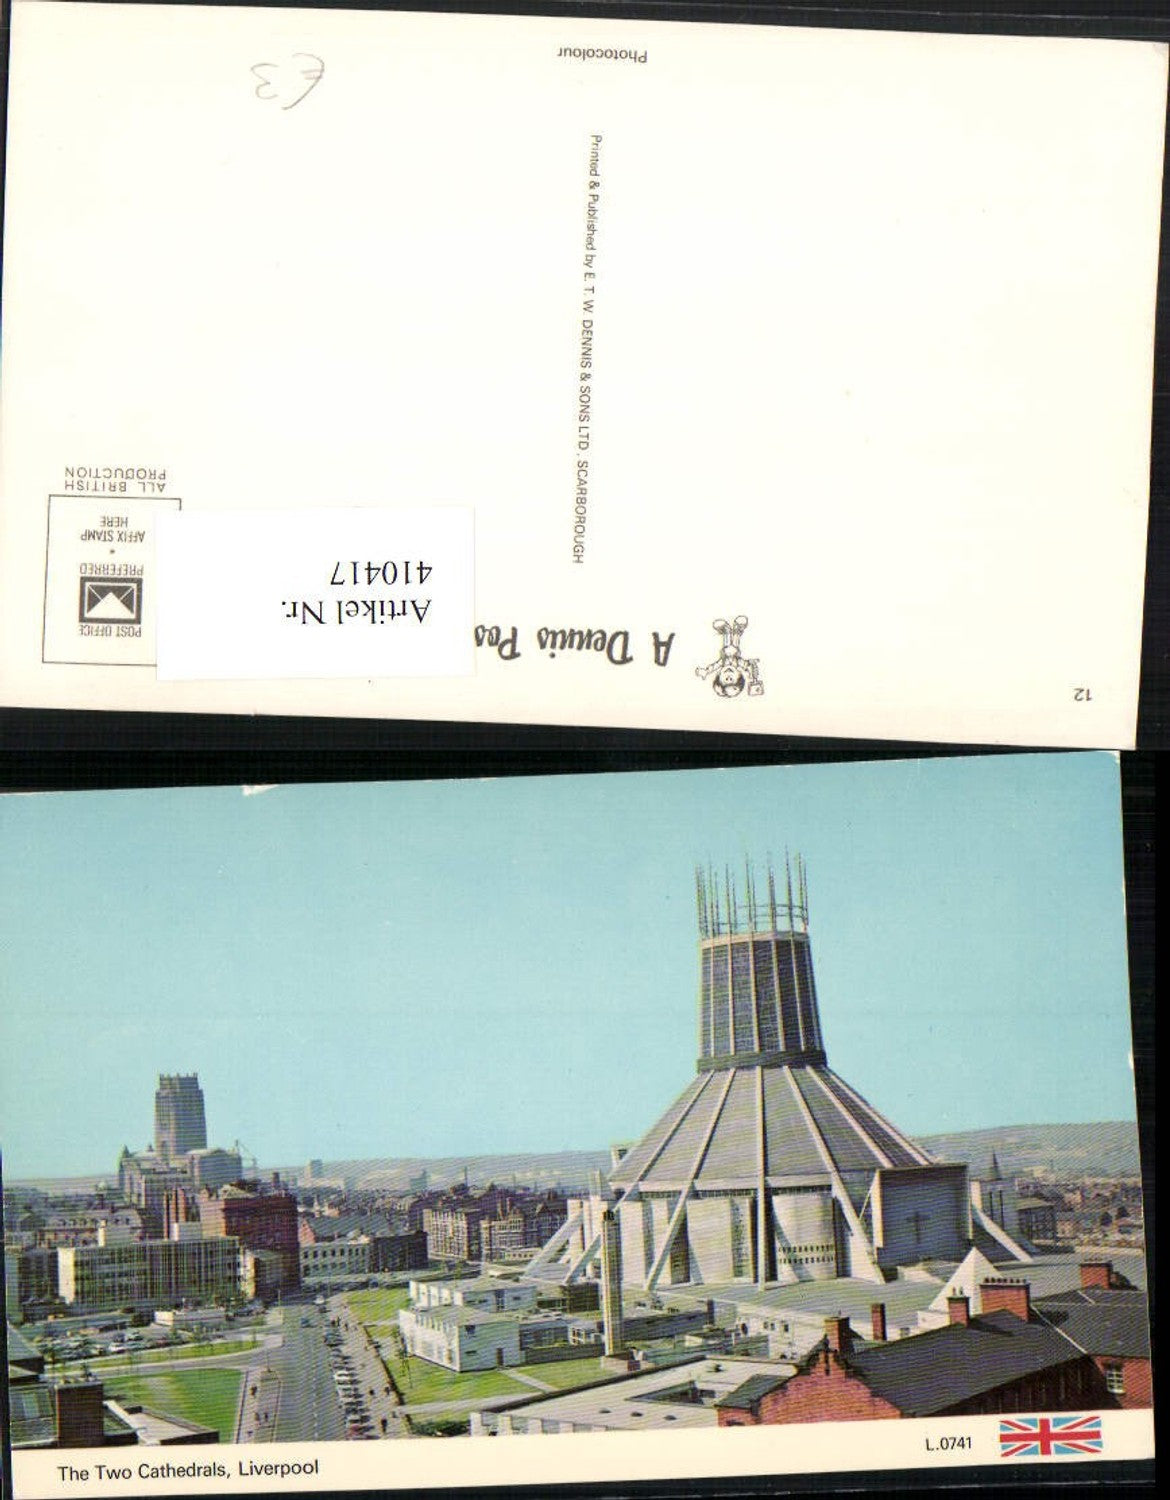 Photocolour
£3
Printed & Published by E. T. W. DENNIS & SONS LTD., SCARBOROUGH
A Dennis Pos
12
POST OFFICE
PREFERRED
*
AFFIX STAMP
HERE
ALL BRITISH
PRODUCTION
Artikel Nr.
410417
The Two Cathedrals, Liverpool
L.0741